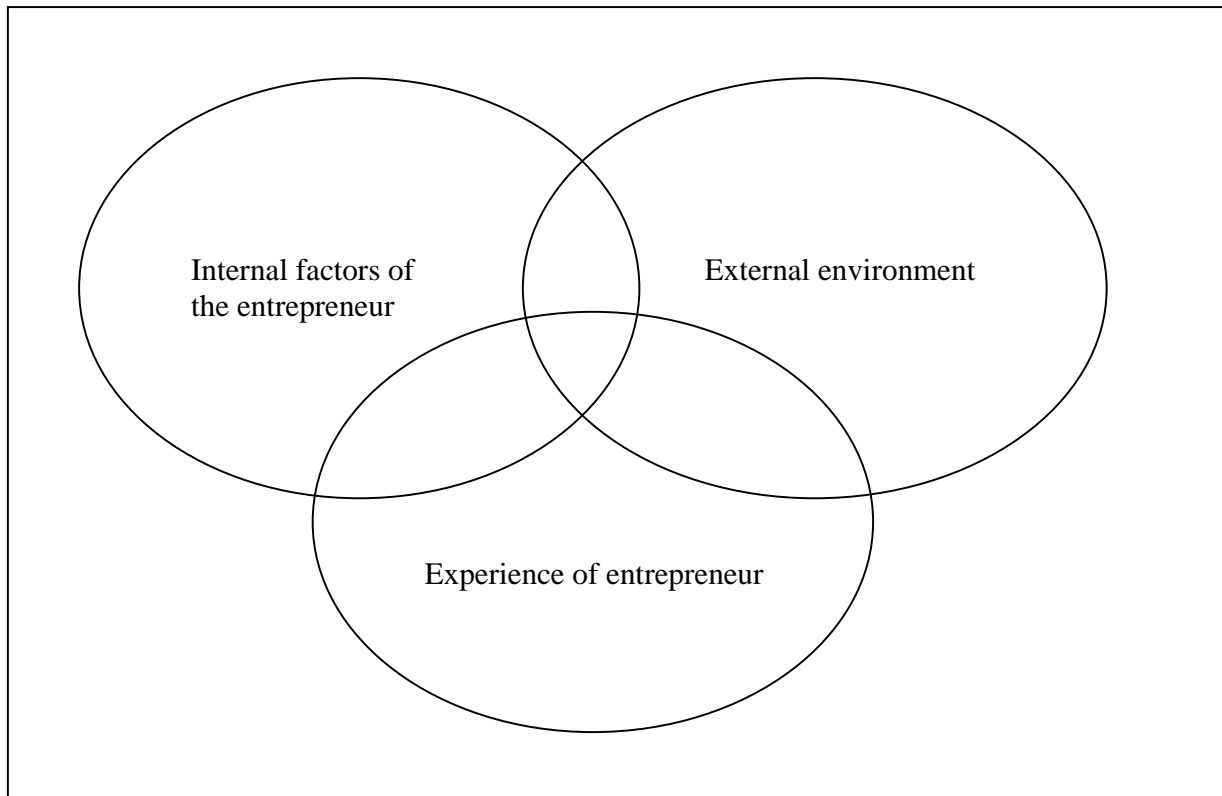 Internal factors of
the entrepreneur
External environment
Experience of entrepreneur